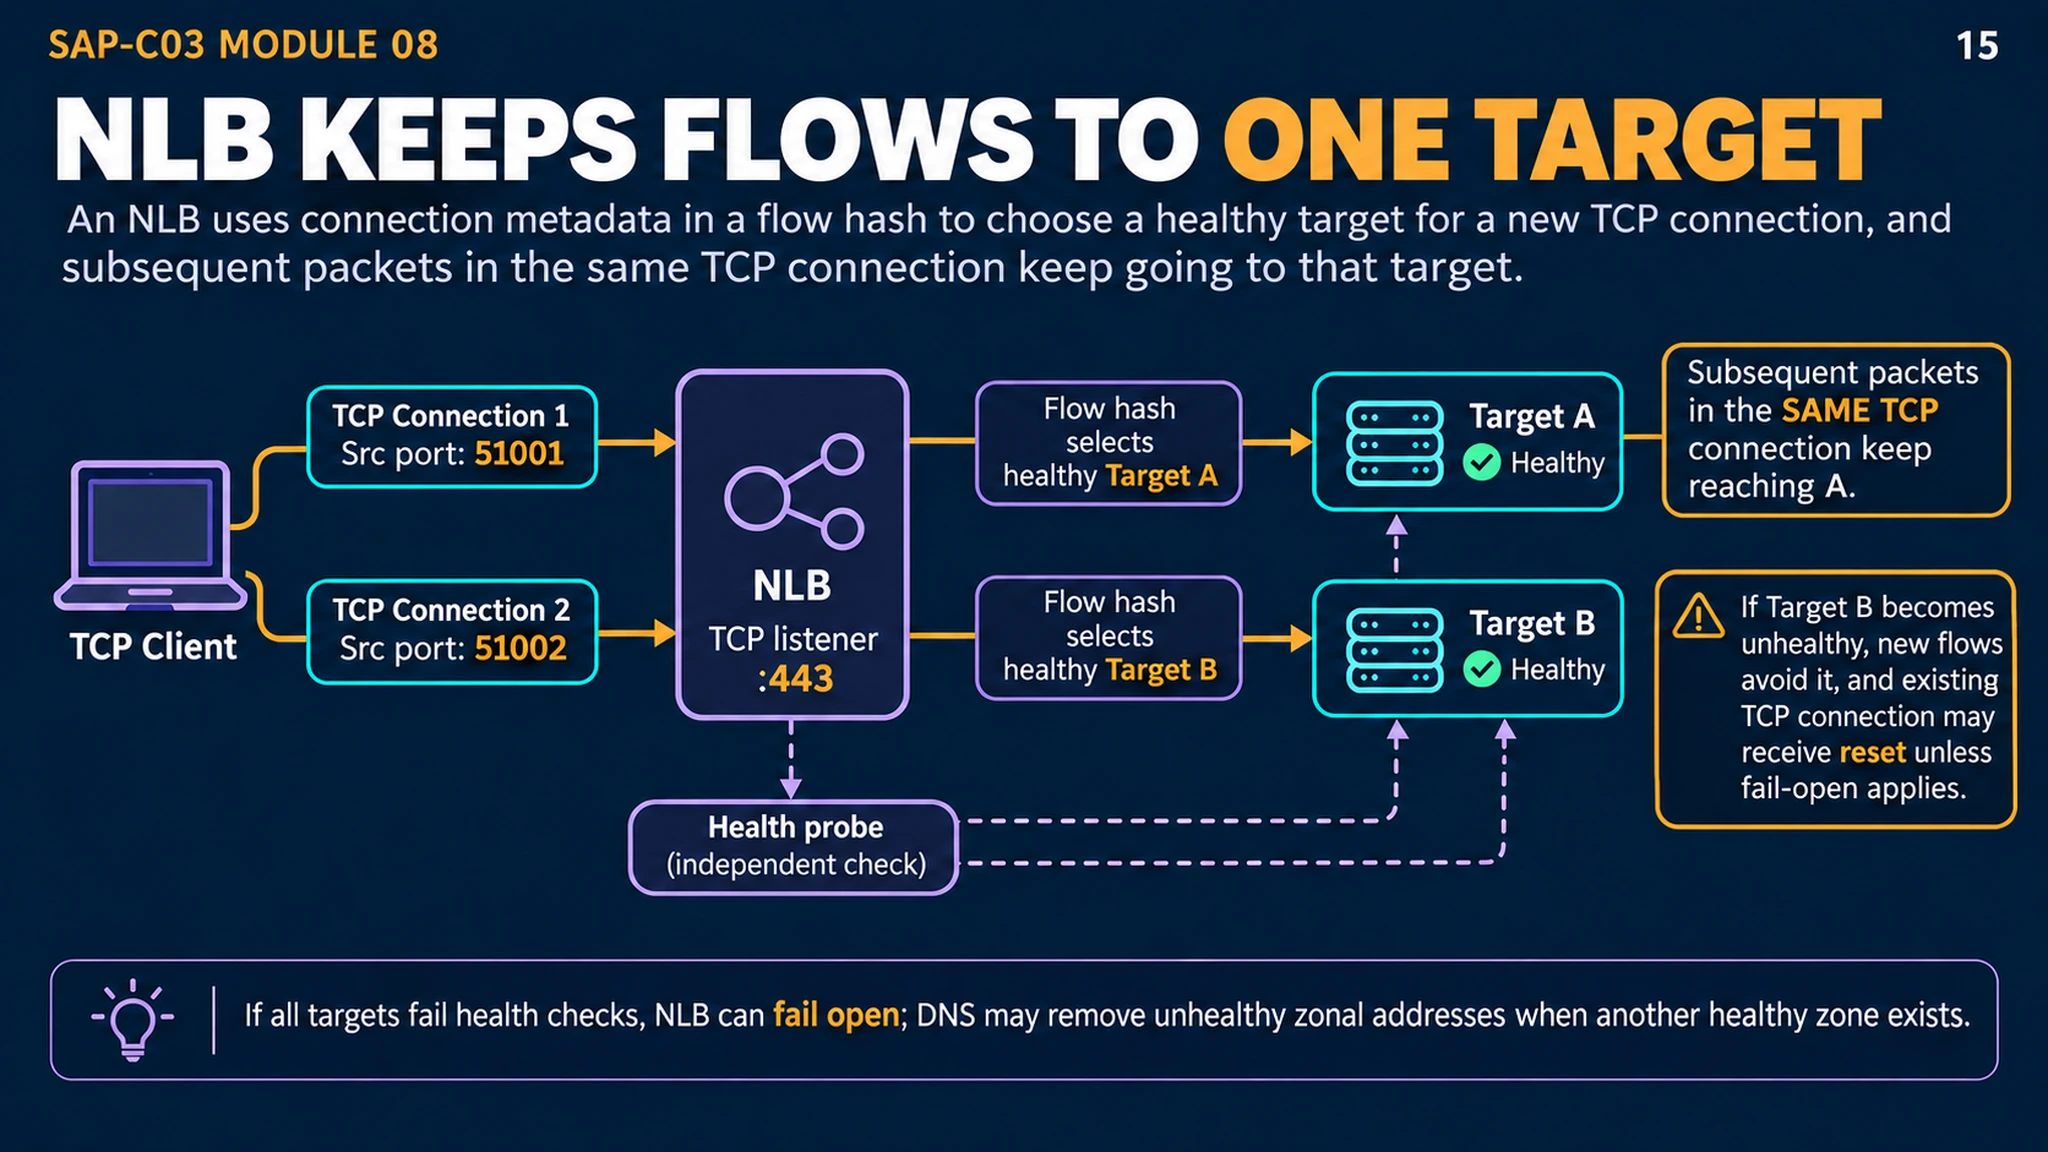 SAP-C03 MODULE 08
15
NLB KEEPS FLOWS TO ONE TARGET
An NLB uses connection metadata in a flow hash to choose a healthy target for a new TCP connection, and
subsequent packets in the same TCP connection keep going to that target.
TCP Client
TCP Connection 1
Src port: 51001
TCP Connection 2
Src port: 51002
NLB
TCP listener
:443
Flow hash
selects
healthy Target A
Flow hash
selects
healthy Target B
Target A
Healthy
Target B
Healthy
Subsequent packets
in the SAME TCP
connection keep
reaching A.
If Target B becomes
unhealthy, new flows
avoid it, and existing
TCP connection may
receive reset unless
fail-open applies.
Health probe
(independent check)
If all targets fail health checks, NLB can fail open; DNS may remove unhealthy zonal addresses when another healthy zone exists.